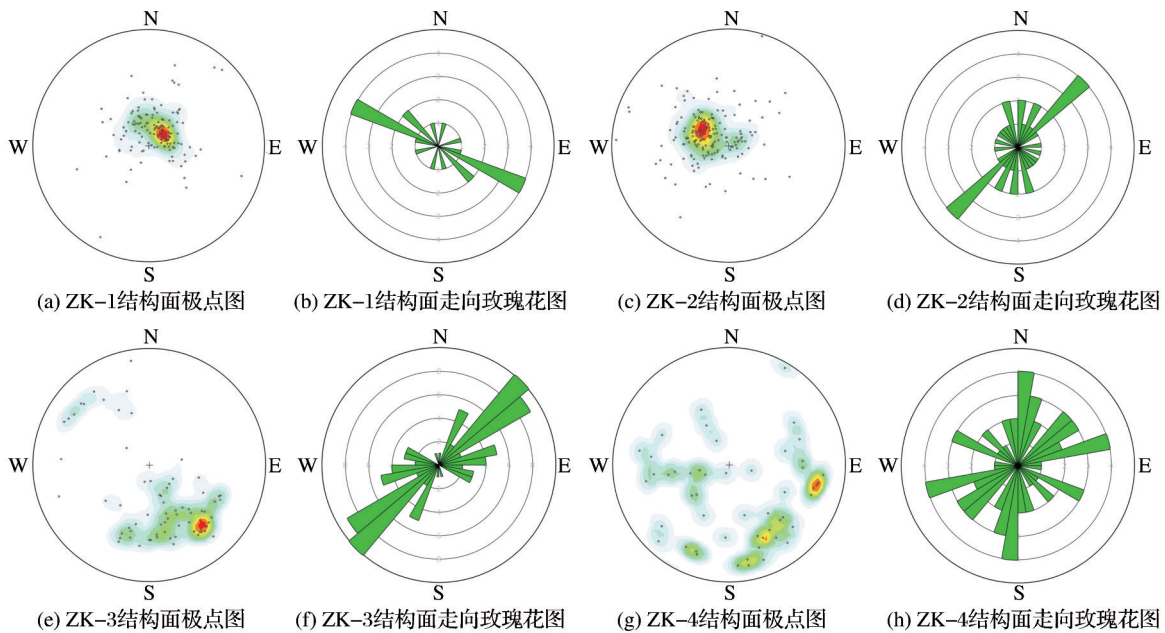 N N N N
W E W E W E W E
S S S S
(a) ZK-1结构面极点图 (b) ZK-1结构面走向玫瑰花图 (c) ZK-2结构面极点图 (d) ZK-2结构面走向玫瑰花图
N N N N
W E W E W E W E
S S S S
(e) ZK-3结构面极点图 (f) ZK-3结构面走向玫瑰花图 (g) ZK-4结构面极点图 (h) ZK-4结构面走向玫瑰花图